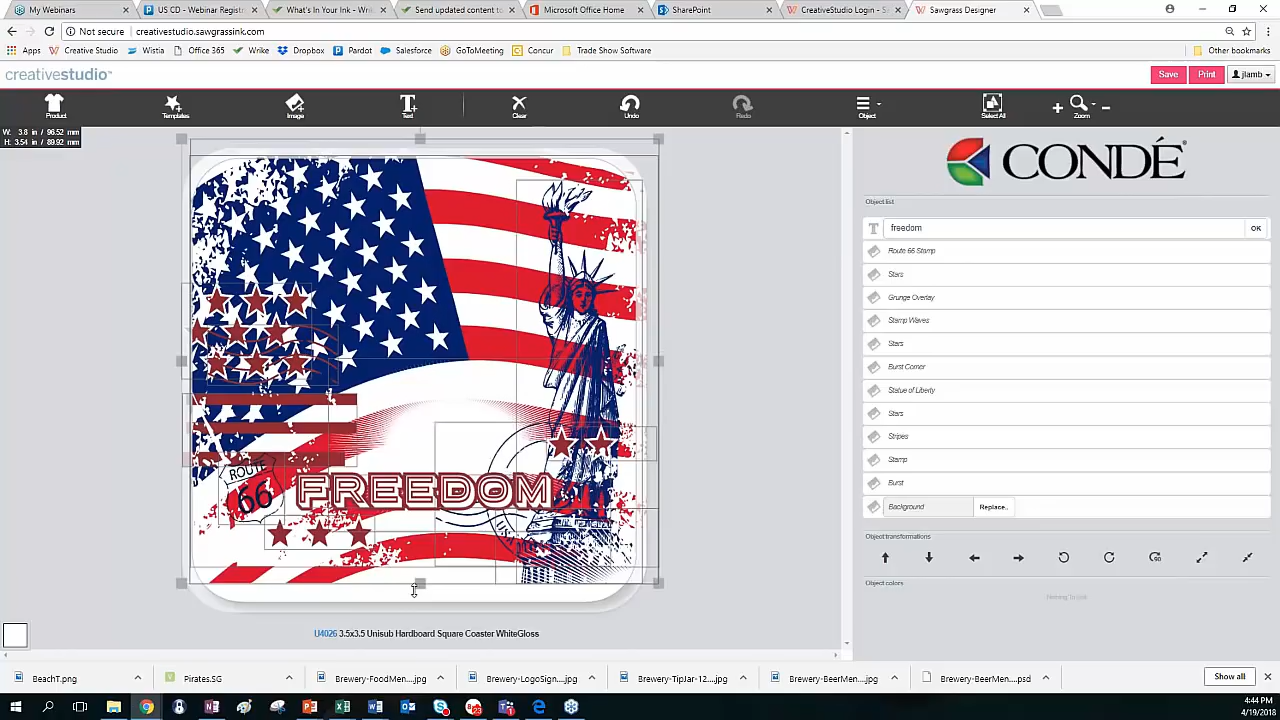 My Webinars
US CD - Webinar Registr
What's In Your Ink - Wri
Send updated content to
Microsoft Office Home
SharePoint
CreativeStudio Login - Sa
Sawgrass Designer
Not secure | creativestudio.sawgrassink.com
Apps
Creative Studio
Wistia
Office 365
Wrike
Dropbox
Pardot
Salesforce
GoToMeeting
Concur
Trade Show Software
Other bookmarks
creativestudio™
Save
Print
jlamb
Product
Templates
Image
Text
Clear
Undo
Redo
Object
Select All
Zoom
W: 3.8 in / 96.52 mm
H: 3.54 in / 89.92 mm
CONDÉ®
Object list
freedom
OK
Route 66 Stamp
Stars
Grunge Overlay
Stamp Waves
Stars
Burst Corner
Statue of Liberty
Stars
Stripes
Stamp
Burst
Background
Replace..
Object transformations
Object colors
ROUTE
66
FREEDOM
U4026 3.5x3.5 Unisub Hardboard Square Coaster WhiteGloss
BeachT.png
Pirates.SG
Brewery-FoodMen....jpg
Brewery-LogoSign...jpg
Brewery-TipJar-12....jpg
Brewery-BeerMen....jpg
Brewery-BeerMen....psd
Show all
4:44 PM
4/19/2018